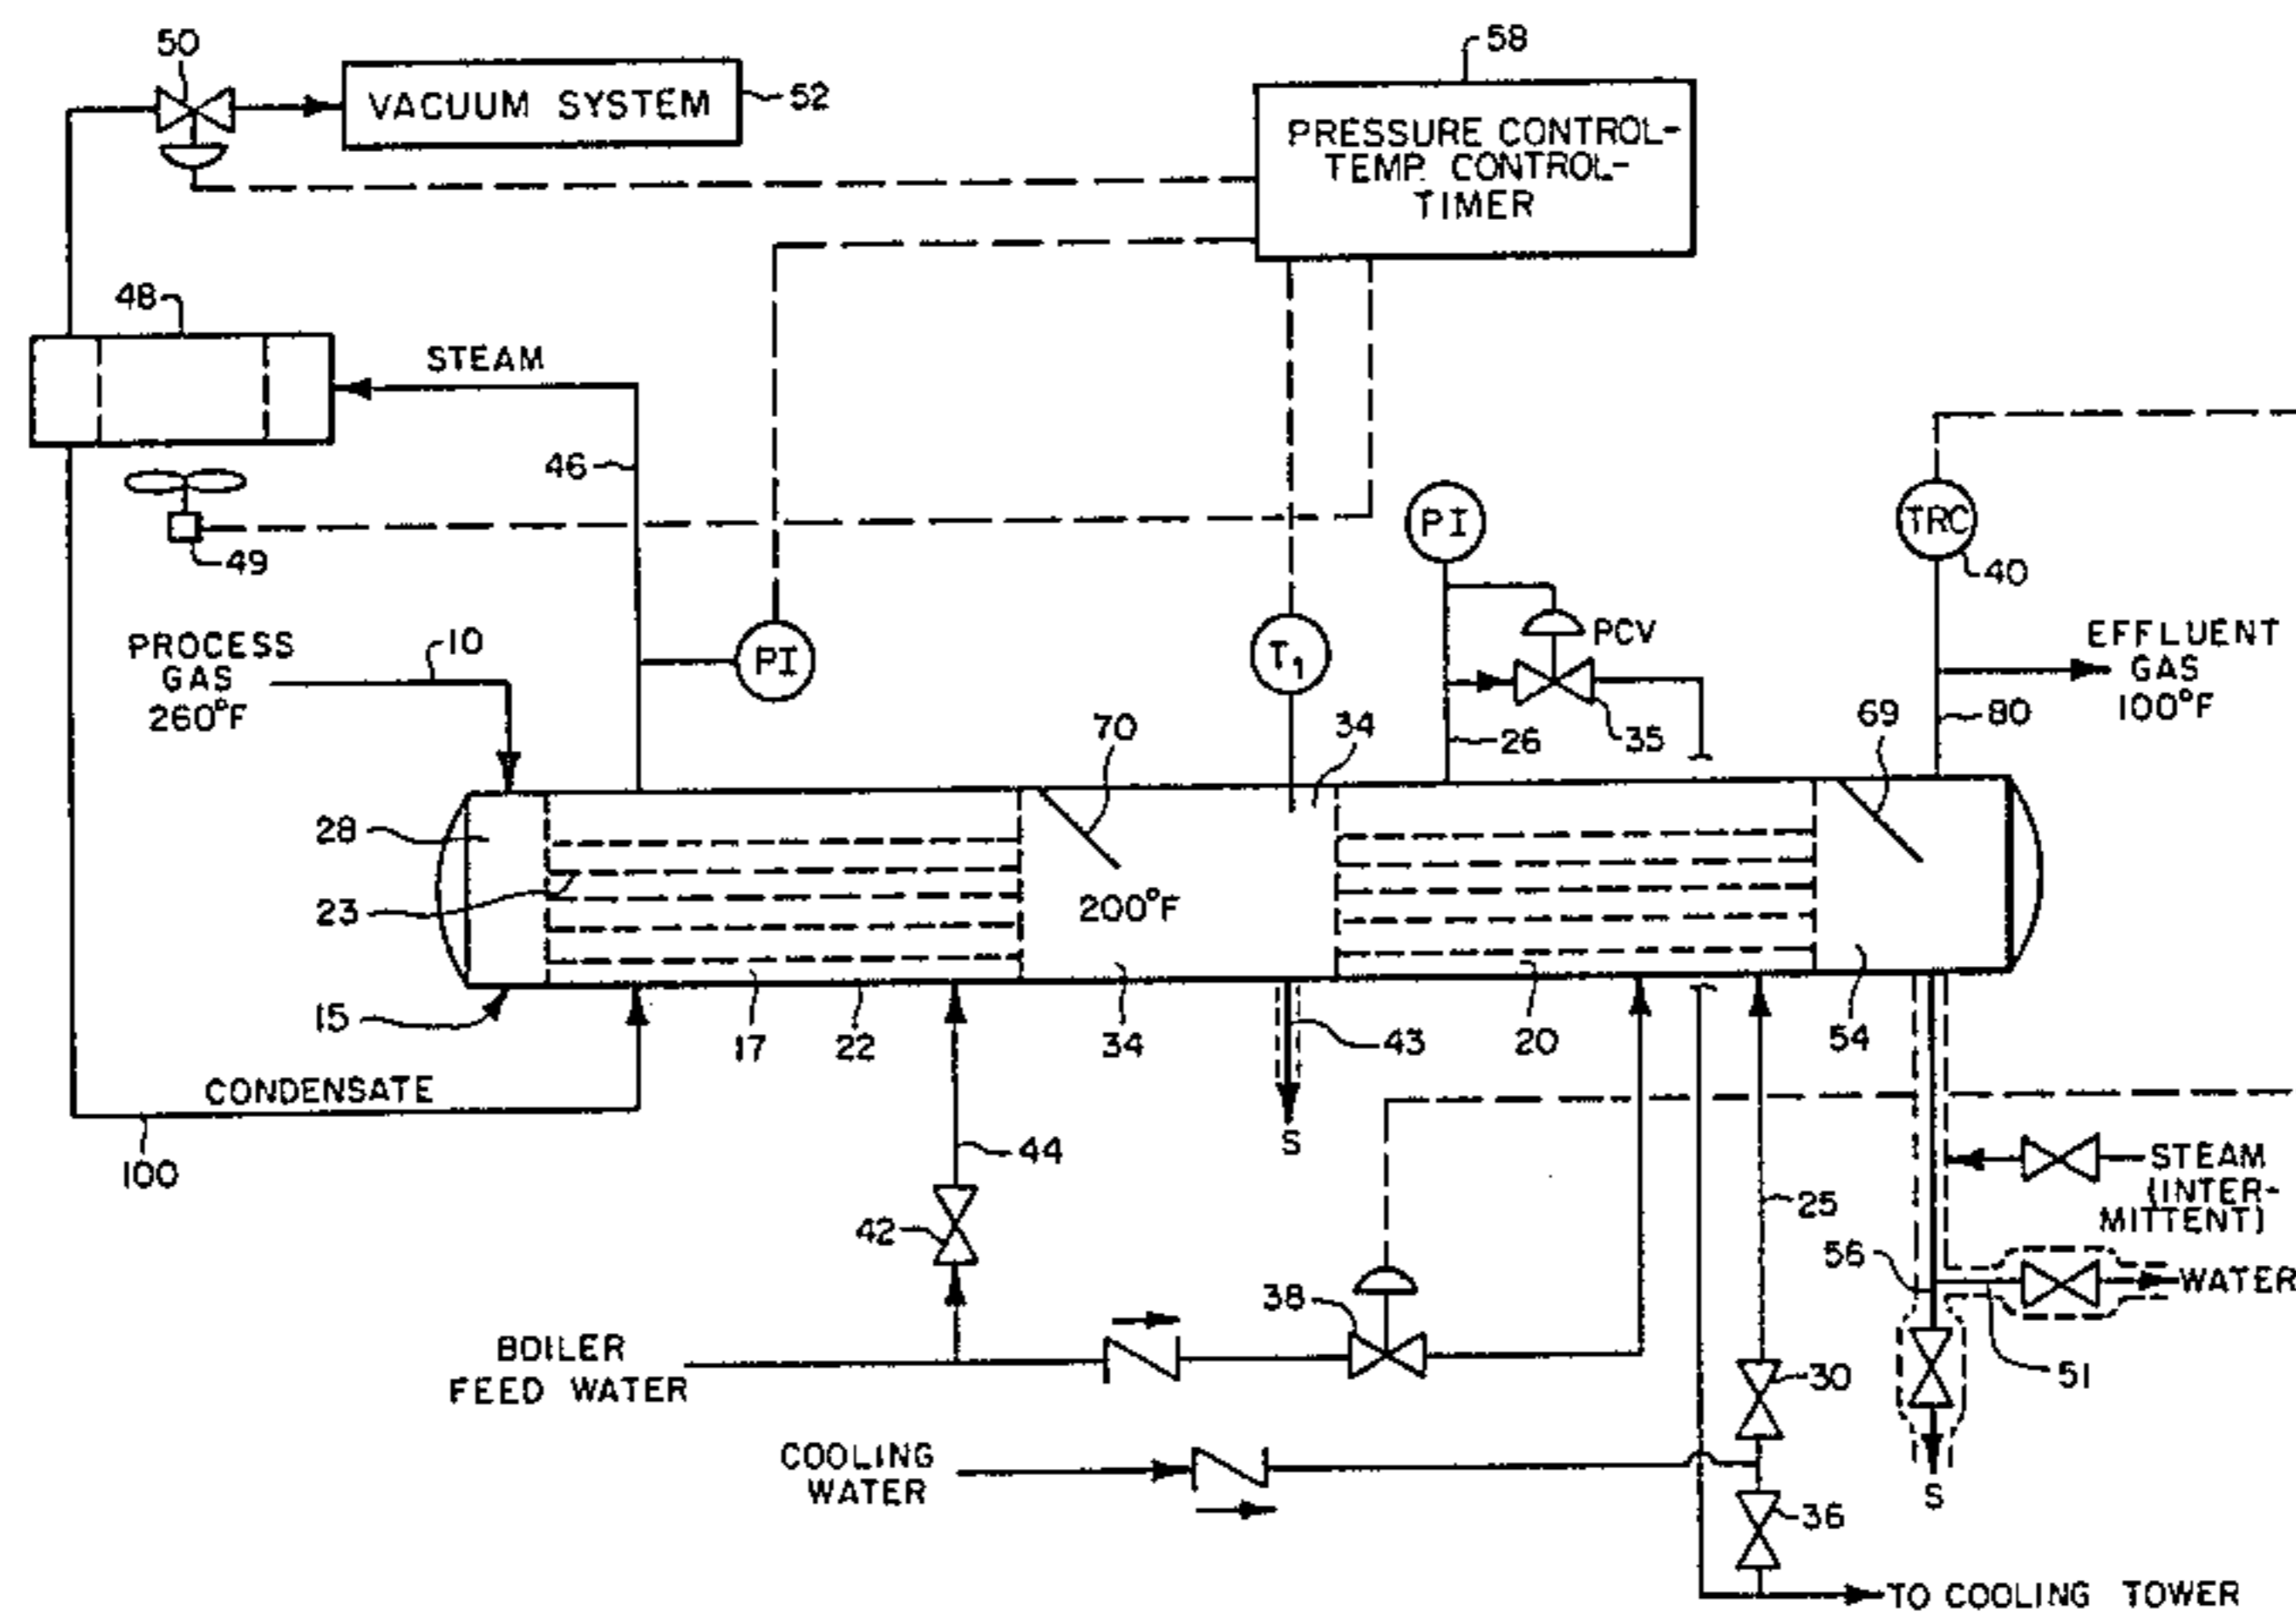 50
VACUUM SYSTEM
52
58
PRESSURE CONTROL-
TEMP. CONTROL-
TIMER
48
STEAM
46
49
PI
TRC
40
PROCESS
GAS
260°F
10
PI
T1
PCV
35
EFFLUENT
GAS
100°F
70
26
34
69
80
28
23
200°F
15
17
22
34
43
20
54
CONDENSATE
100
S
44
STEAM
(INTER-
MITTENT)
25
42
56
WATER
38
BOILER
FEED WATER
30
51
COOLING
WATER
S
36
TO COOLING TOWER